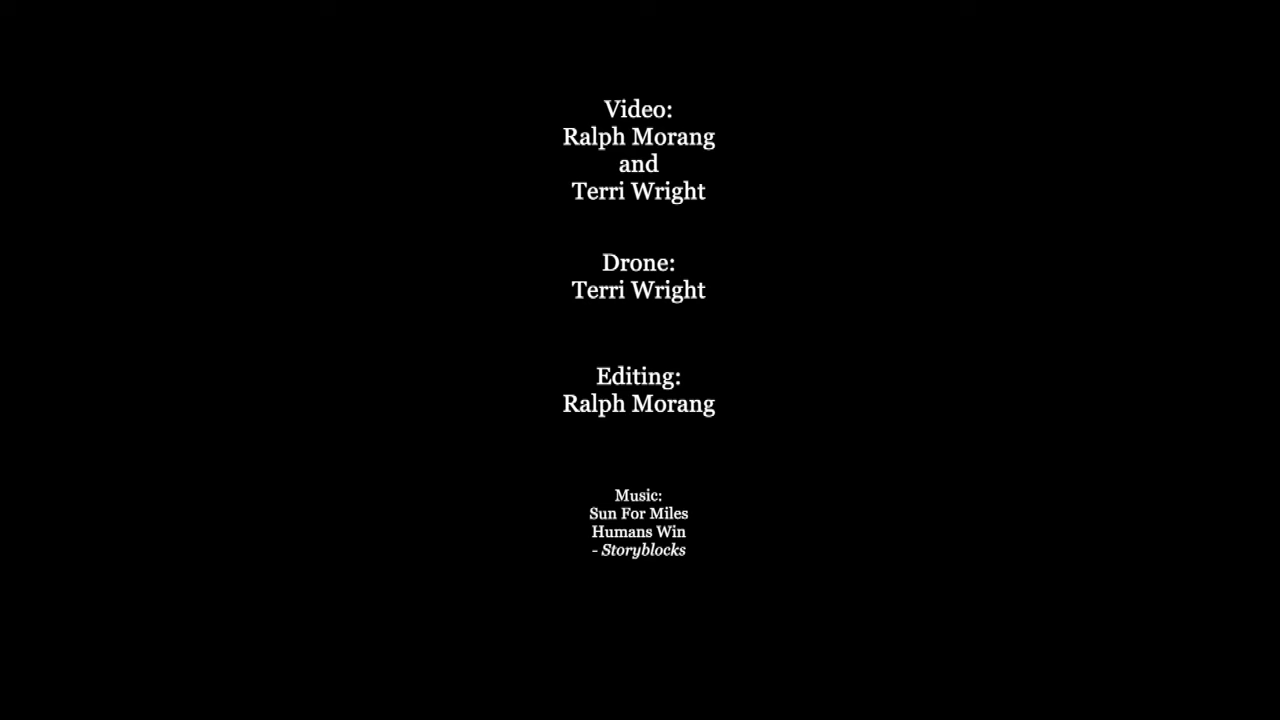 Video:
Ralph Morang
and
Terri Wright
Drone:
Terri Wright
Editing:
Ralph Morang
Music:
Sun For Miles
Humans Win
- Storyblocks